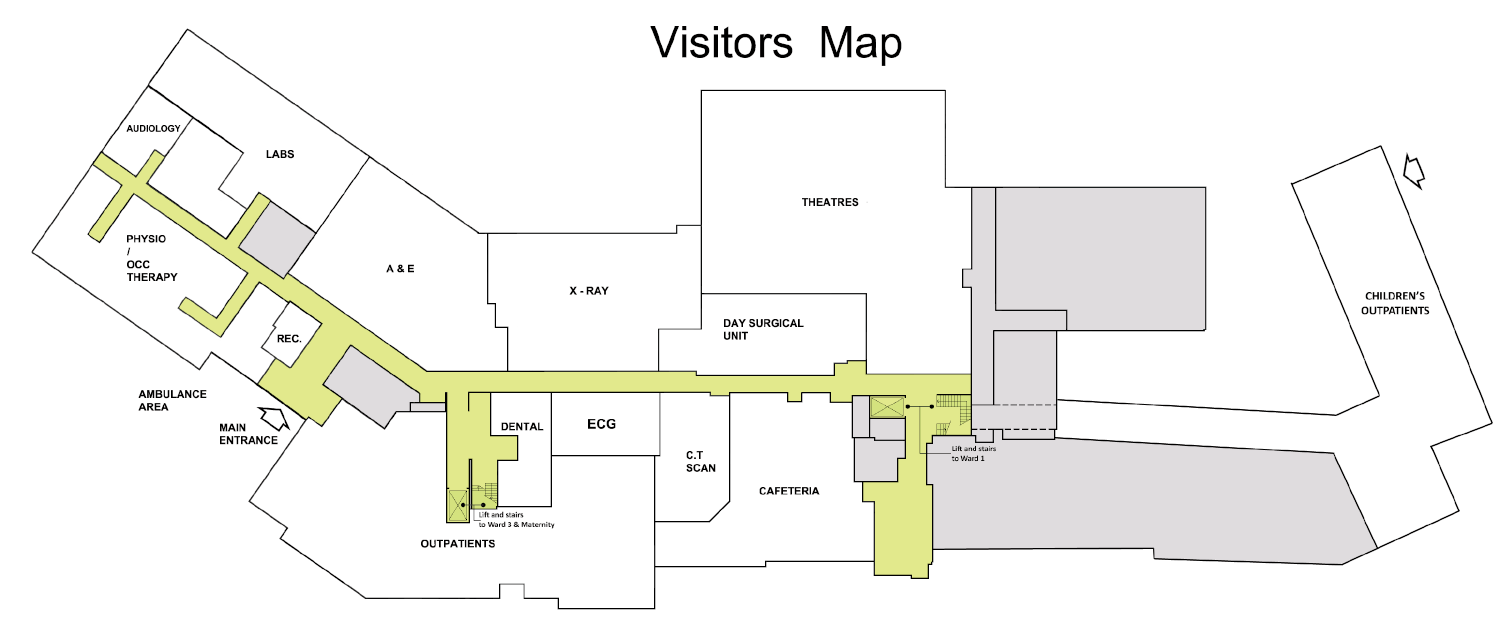 Visitors Map
AUDIOLOGY
LABS
THEATRES
PHYSIO
/
OCC
THERAPY
A & E
X - RAY
CHILDREN'S
OUTPATIENTS
DAY SURGICAL
UNIT
REC.
AMBULANCE
AREA
MAIN
ENTRANCE
DENTAL
ECG
C.T
SCAN
Lift and stairs
to Ward 1
CAFETERIA
Lift and stairs
to Ward 3 & Maternity
OUTPATIENTS